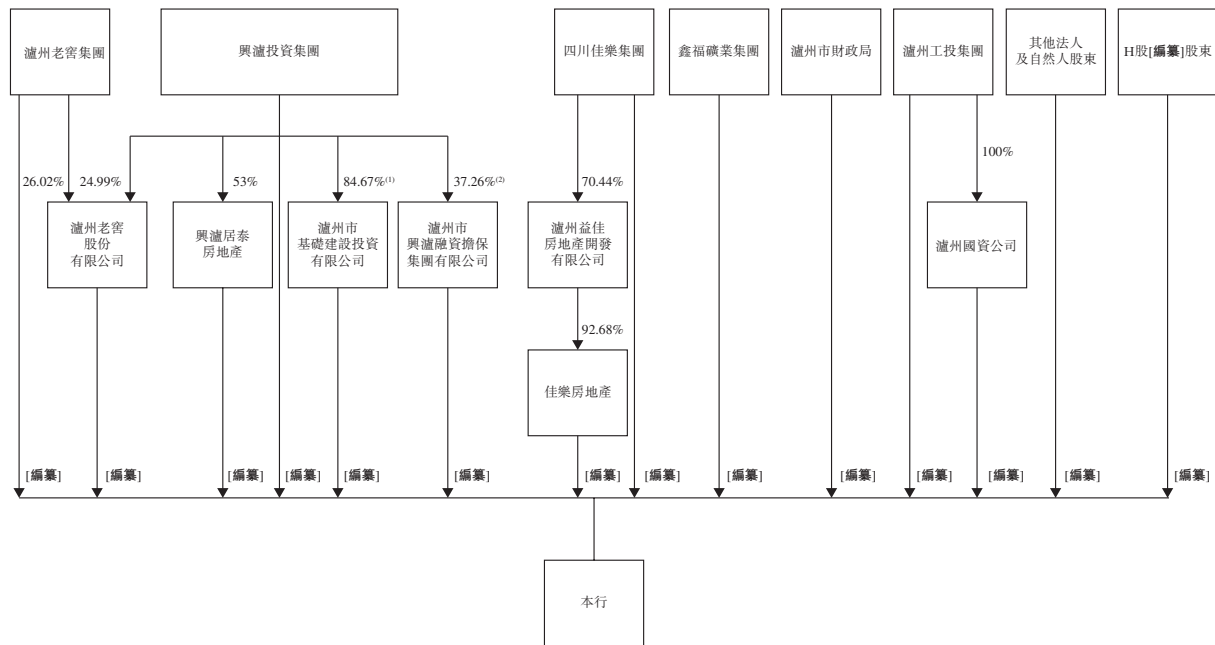 瀘州老窖集團
興瀘投資集團
四川佳樂集團
鑫福礦業集團
瀘州市財政局
瀘州工投集團
其他法人
及自然人股東
H股[編纂]股東
26.02%
24.99%
53%
84.67%(1)
37.26%(2)
70.44%
100%
瀘州老窖
股份
有限公司
興瀘居泰
房地產
瀘州市
基礎建設投資
有限公司
瀘州市
興瀘融資擔保
集團有限公司
瀘州益佳
房地產開發
有限公司
瀘州國資公司
92.68%
佳樂房地產
[編纂]
[編纂]
[編纂]
[編纂]
[編纂]
[編纂]
[編纂]
[編纂]
[編纂]
[編纂]
[編纂]
[編纂]
[編纂]
[編纂]
本行